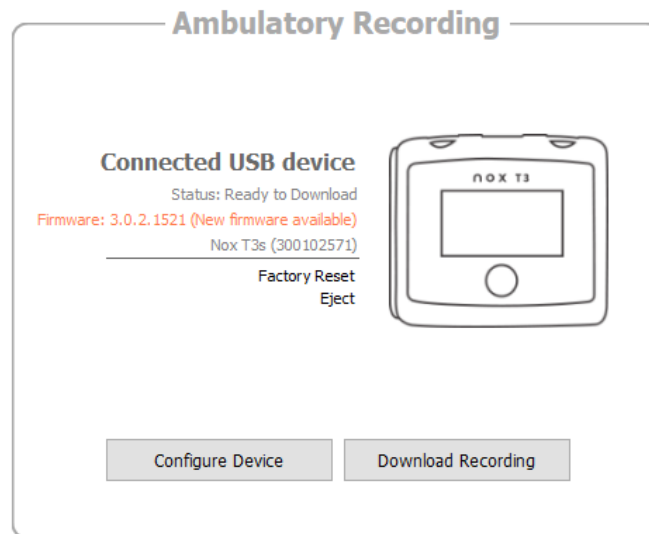 Ambulatory Recording
Connected USB device
Status: Ready to Download
Firmware: 3.0.2.1521 (New firmware available)
Nox T3s (300102571)
Factory Reset
Eject
nox T3
Configure Device
Download Recording